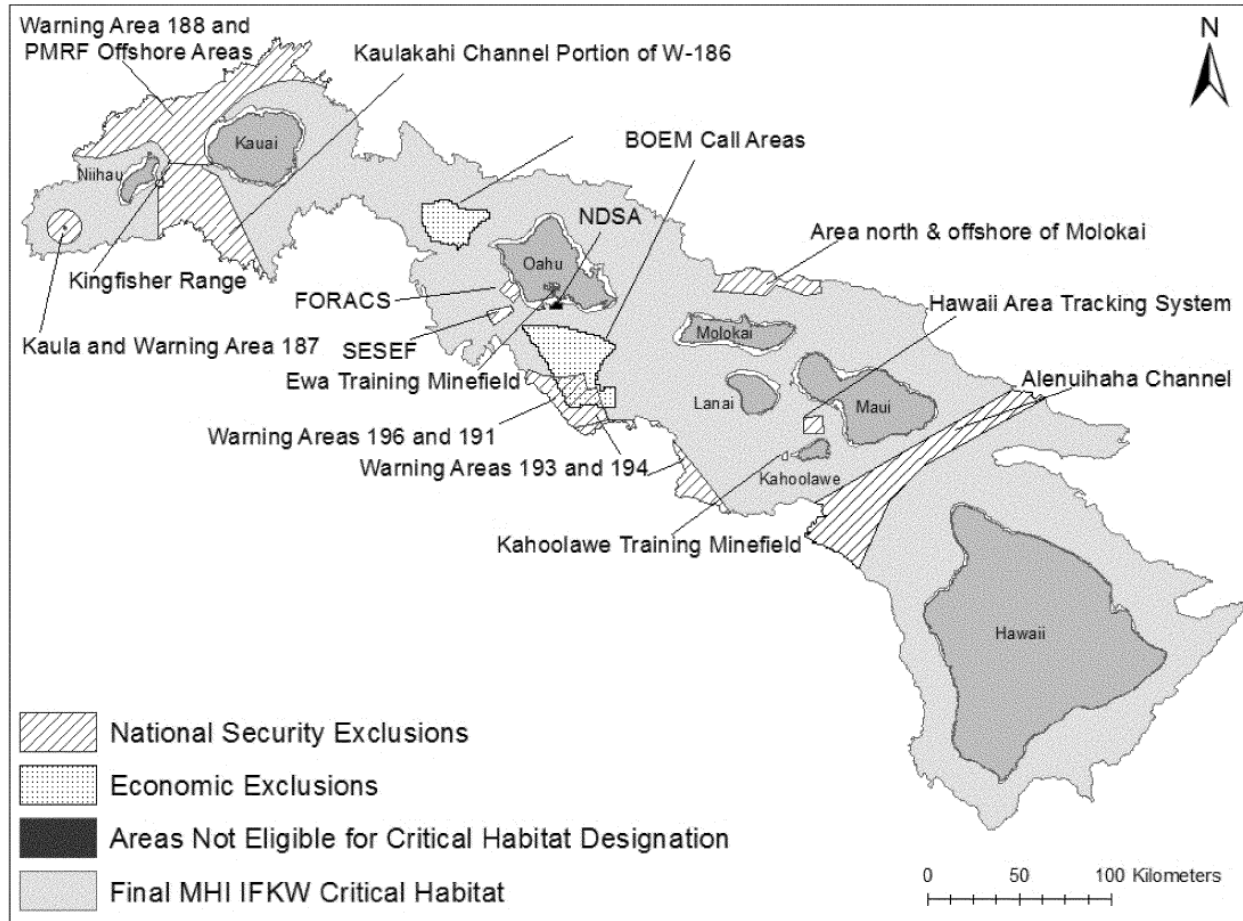 Warning Area 188 and
PMRF Offshore Areas
Kaulakahi Channel Portion of W-186
N
BOEM Call Areas
Kauai
Niihau
NDSA
Area north & offshore of Molokai
Oahu
Kingfisher Range
FORACS
Hawaii Area Tracking System
Kaula and Warning Area 187
SESEF
Molokai
Ewa Training Minefield
Alenuihaha Channel
Lanai
Maui
Warning Areas 196 and 191
Warning Areas 193 and 194
Kahoolawe
Kahoolawe Training Minefield
Hawaii
National Security Exclusions
Economic Exclusions
Areas Not Eligible for Critical Habitat Designation
Final MHI IFKW Critical Habitat
0 50 100 Kilometers